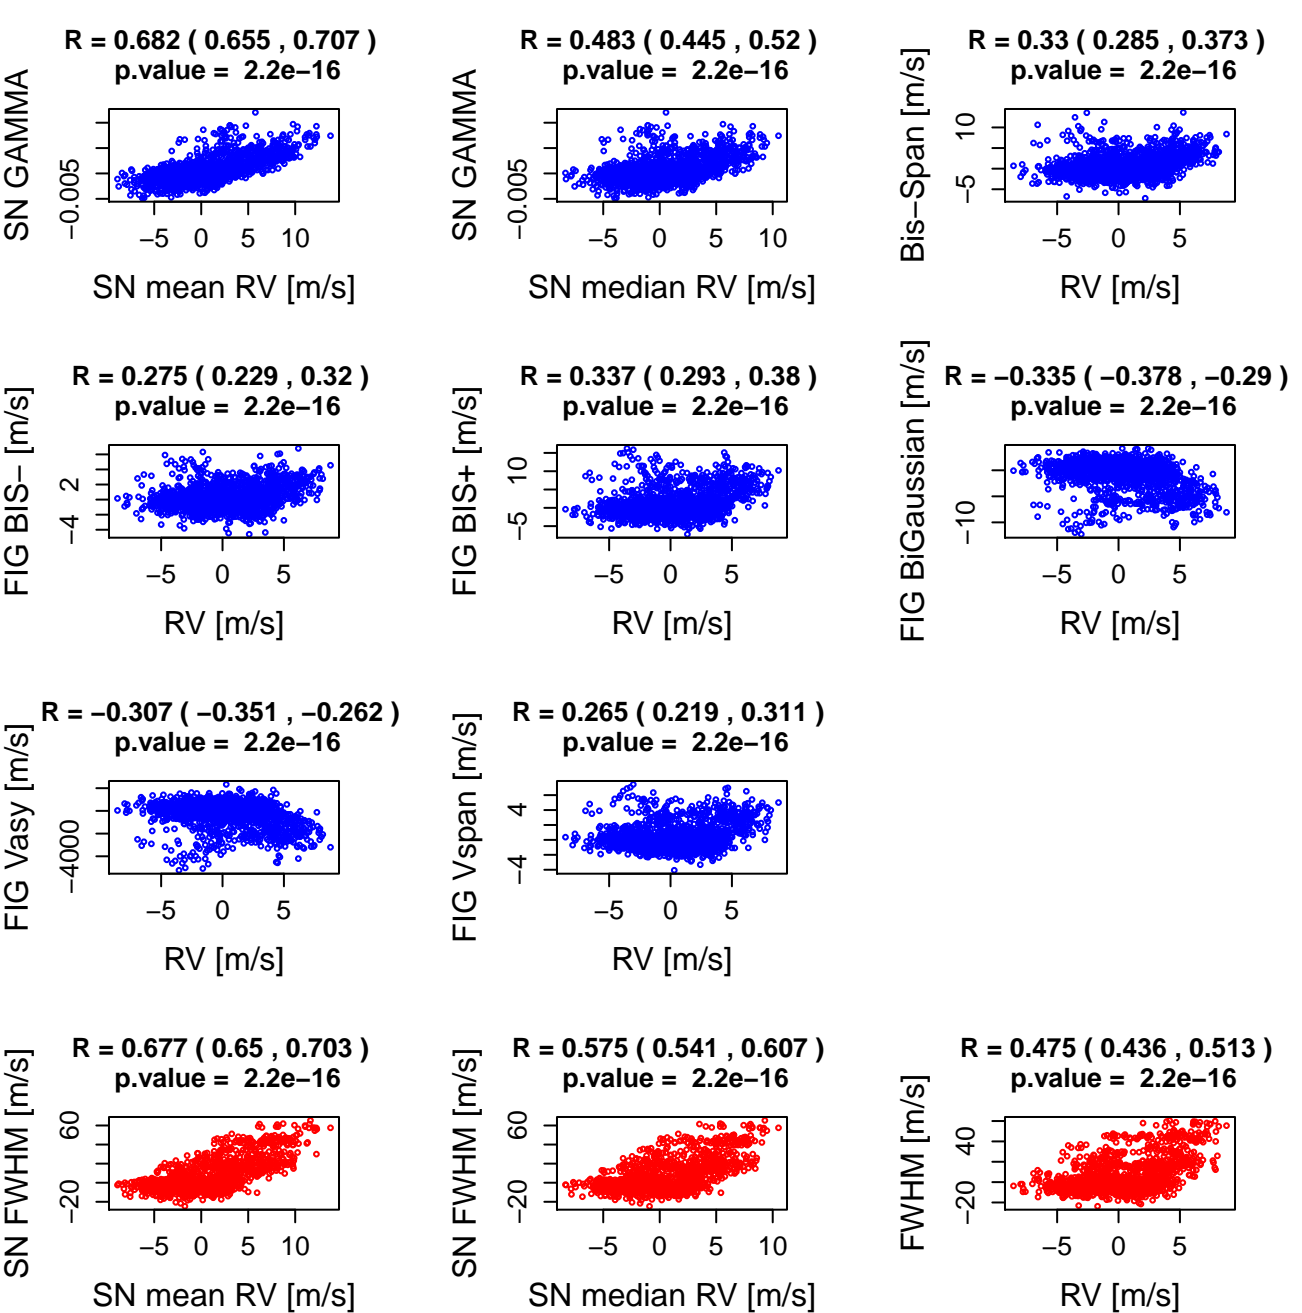 R = 0.682 ( 0.655 , 0.707 )
p.value =  2.2e−16
SN GAMMA
−0.005
−5 0 5 10
SN mean RV [m/s]
R = 0.483 ( 0.445 , 0.52 )
p.value =  2.2e−16
SN GAMMA
−0.005
−5 0 5 10
SN median RV [m/s]
R = 0.33 ( 0.285 , 0.373 )
p.value =  2.2e−16
Bis−Span [m/s]
−5 10
−5 0 5
RV [m/s]
R = 0.275 ( 0.229 , 0.32 )
p.value =  2.2e−16
FIG BIS− [m/s]
−4 2
−5 0 5
RV [m/s]
R = 0.337 ( 0.293 , 0.38 )
p.value =  2.2e−16
FIG BIS+ [m/s]
−5 10
−5 0 5
RV [m/s]
R = −0.335 ( −0.378 , −0.29 )
p.value =  2.2e−16
FIG BiGaussian [m/s]
−10
−5 0 5
RV [m/s]
R = −0.307 ( −0.351 , −0.262 )
p.value =  2.2e−16
FIG Vasy [m/s]
−4000
−5 0 5
RV [m/s]
R = 0.265 ( 0.219 , 0.311 )
p.value =  2.2e−16
FIG Vspan [m/s]
−4 4
−5 0 5
RV [m/s]
R = 0.677 ( 0.65 , 0.703 )
p.value =  2.2e−16
SN FWHM [m/s]
−20 60
−5 0 5 10
SN mean RV [m/s]
R = 0.575 ( 0.541 , 0.607 )
p.value =  2.2e−16
SN FWHM [m/s]
−20 60
−5 0 5 10
SN median RV [m/s]
R = 0.475 ( 0.436 , 0.513 )
p.value =  2.2e−16
FWHM [m/s]
−20 40
−5 0 5
RV [m/s]